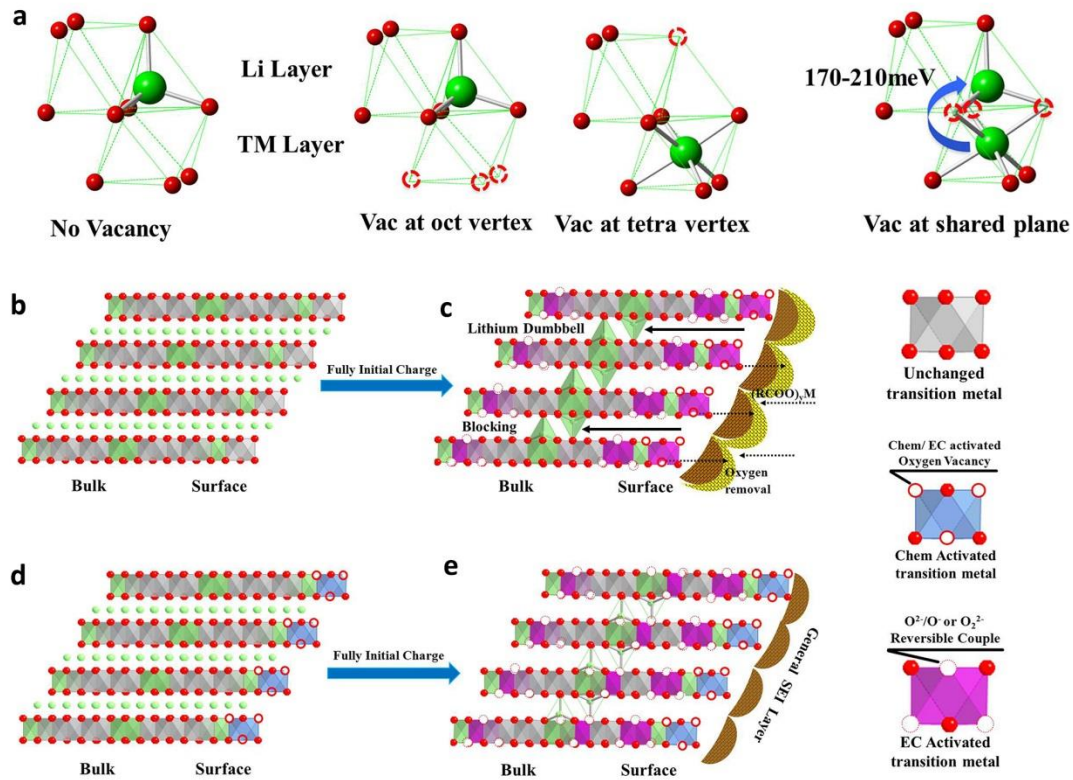 a
Li Layer
TM Layer
170-210meV
No Vacancy
Vac at oct vertex
Vac at tetra vertex
Vac at shared plane
b
Fully Initial Charge
Bulk
Surface
c
Lithium Dumbbell
Blocking
(RCOO)ᵧM
Oxygen
removal
Bulk
Surface
Unchanged
transition metal
Chem/ EC activated
Oxygen Vacancy
Chem Activated
transition metal
d
Fully Initial Charge
Bulk
Surface
e
General SEI Layer
Bulk
Surface
O²⁻/O⁻ or O₂²⁻
Reversible Couple
EC Activated
transition metal